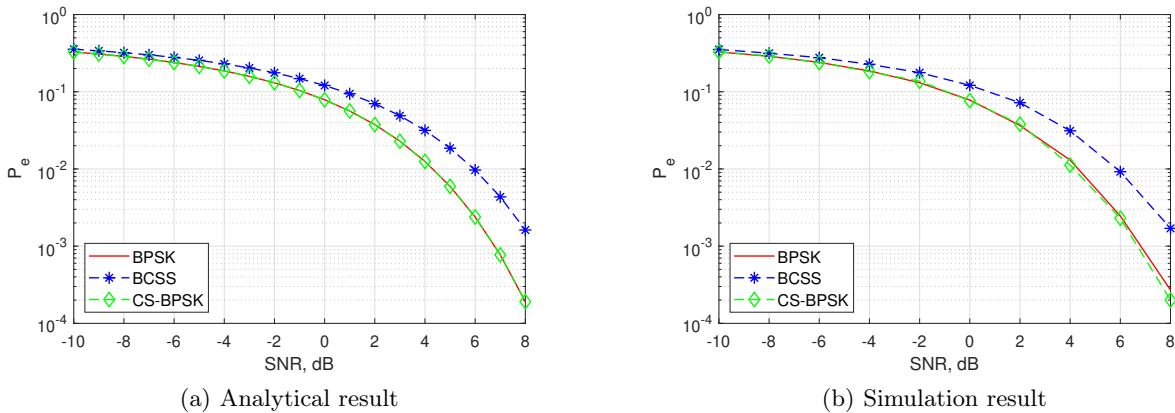 10^0
10^-1
10^-2
10^-3
10^-4
P_e
BPSK
BCSS
CS-BPSK
-10 -8 -6 -4 -2 0 2 4 6 8
SNR, dB
(a) Analytical result
10^0
10^-1
10^-2
10^-3
10^-4
P_e
BPSK
BCSS
CS-BPSK
-10 -8 -6 -4 -2 0 2 4 6 8
SNR, dB
(b) Simulation result